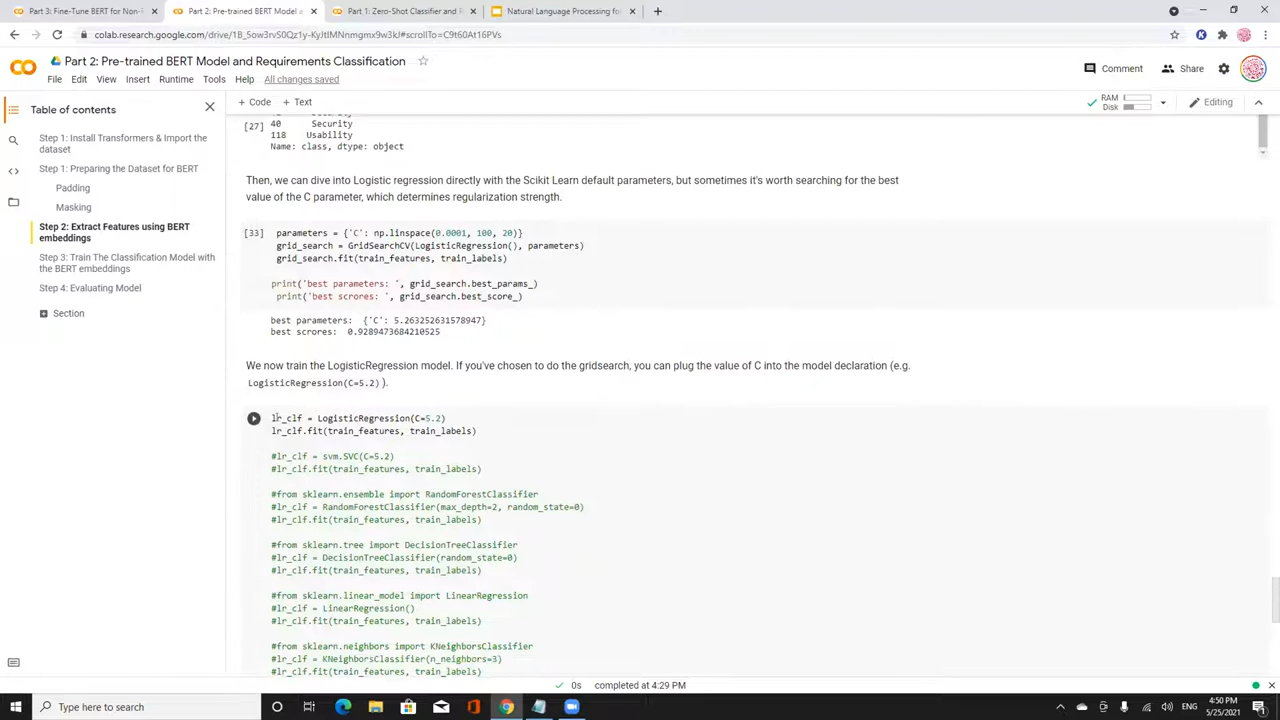 Part 3: Fine-Tune BERT for Non-
Part 2: Pre-trained BERT Model a
Part 1: Zero-Shot Classifier and R
Natural Language Processing fo
colab.research.google.com/drive/1B_5ow3rvS0Qz1y-KyJtIMNnmgmx9w3kJ#scrollTo=C9t60At16PVs
Part 2: Pre-trained BERT Model and Requirements Classification
File Edit View Insert Runtime Tools Help All changes saved
Comment
Share
Table of contents
+ Code + Text
RAM
Disk
Editing
Step 1: Install Transformers & Import the
dataset
Step 1: Preparing the Dataset for BERT
Padding
Masking
Step 2: Extract Features using BERT
embeddings
Step 3: Train The Classification Model with
the BERT embeddings
Step 4: Evaluating Model
Section
[27]
40 Security
118 Usability
Name: class, dtype: object
Then, we can dive into Logistic regression directly with the Scikit Learn default parameters, but sometimes it's worth searching for the best
value of the C parameter, which determines regularization strength.
[33] parameters = {'C': np.linspace(0.0001, 100, 20)}
grid_search = GridSearchCV(LogisticRegression(), parameters)
grid_search.fit(train_features, train_labels)
print('best parameters: ', grid_search.best_params_)
print('best scrores: ', grid_search.best_score_)
best parameters:  {'C': 5.263252631578947}
best scrores:  0.9289473684210525
We now train the LogisticRegression model. If you've chosen to do the gridsearch, you can plug the value of C into the model declaration (e.g.
LogisticRegression(C=5.2) ).
lr_clf = LogisticRegression(C=5.2)
lr_clf.fit(train_features, train_labels)
#lr_clf = svm.SVC(C=5.2)
#lr_clf.fit(train_features, train_labels)
#from sklearn.ensemble import RandomForestClassifier
#lr_clf = RandomForestClassifier(max_depth=2, random_state=0)
#lr_clf.fit(train_features, train_labels)
#from sklearn.tree import DecisionTreeClassifier
#lr_clf = DecisionTreeClassifier(random_state=0)
#lr_clf.fit(train_features, train_labels)
#from sklearn.linear_model import LinearRegression
#lr_clf = LinearRegression()
#lr_clf.fit(train_features, train_labels)
#from sklearn.neighbors import KNeighborsClassifier
#lr_clf = KNeighborsClassifier(n_neighbors=3)
#lr_clf.fit(train_features, train_labels)
0s completed at 4:29 PM
Type here to search
ENG
4:50 PM
5/25/2021